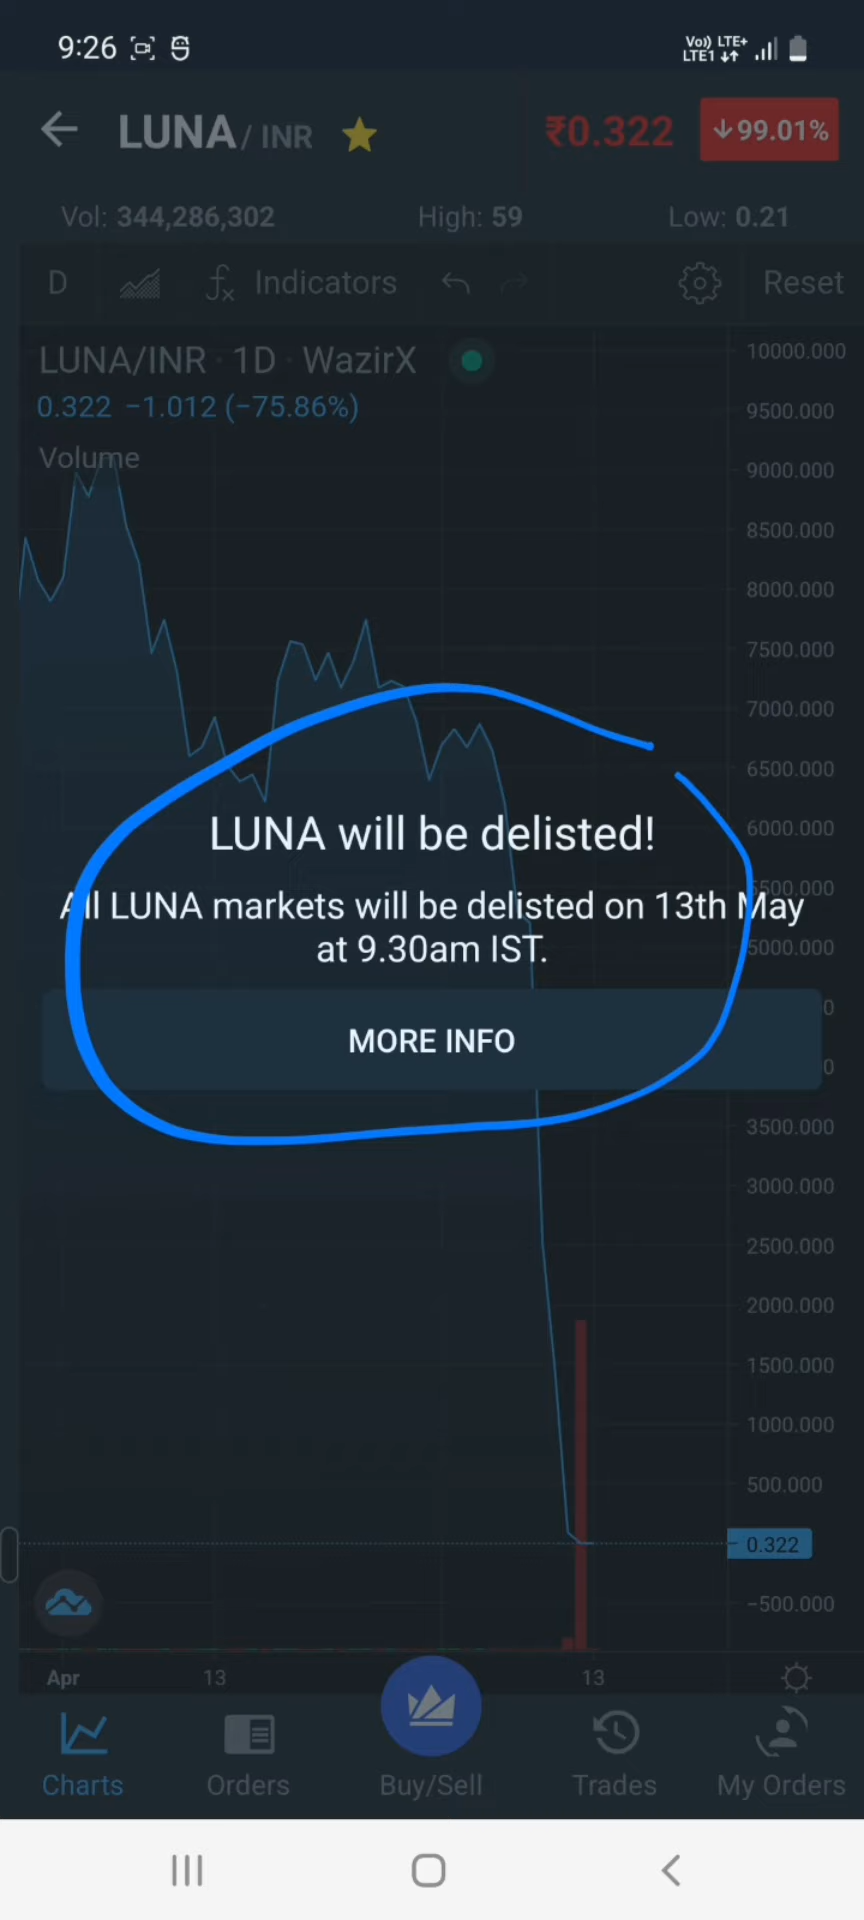 9:26
Vo)) LTE+
LTE1
LUNA / INR
₹0.322
↓99.01%
Vol: 344,286,302
High: 59
Low: 0.21
D
fx Indicators
Reset
LUNA/INR · 1D · WazirX
0.322 −1.012 (−75.86%)
Volume
10000.000
9500.000
9000.000
8500.000
8000.000
7500.000
7000.000
6500.000
6000.000
5500.000
5000.000
LUNA will be delisted!
All LUNA markets will be delisted on 13th May
at 9.30am IST.
MORE INFO
3500.000
3000.000
2500.000
2000.000
1500.000
1000.000
500.000
0.322
−500.000
Apr
13
13
Charts
Orders
Buy/Sell
Trades
My Orders